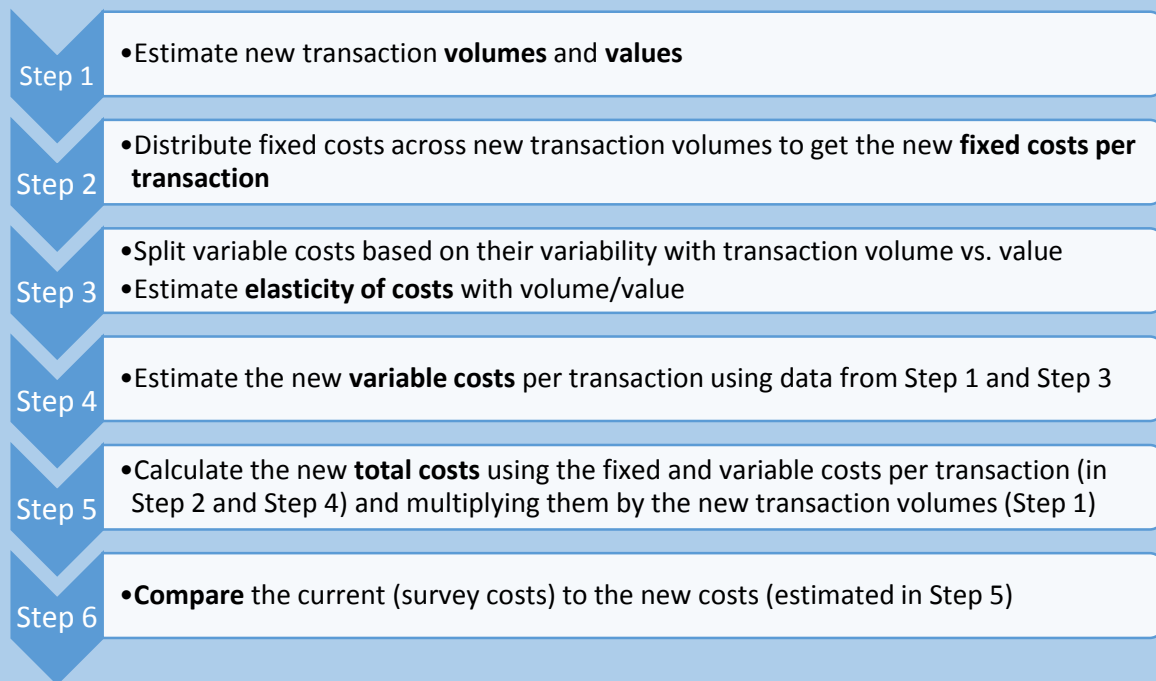 Step 1
•Estimate new transaction volumes and values
Step 2
•Distribute fixed costs across new transaction volumes to get the new fixed costs per
transaction
Step 3
•Split variable costs based on their variability with transaction volume vs. value
•Estimate elasticity of costs with volume/value
Step 4
•Estimate the new variable costs per transaction using data from Step 1 and Step 3
Step 5
•Calculate the new total costs using the fixed and variable costs per transaction (in
Step 2 and Step 4) and multiplying them by the new transaction volumes (Step 1)
Step 6
•Compare the current (survey costs) to the new costs (estimated in Step 5)